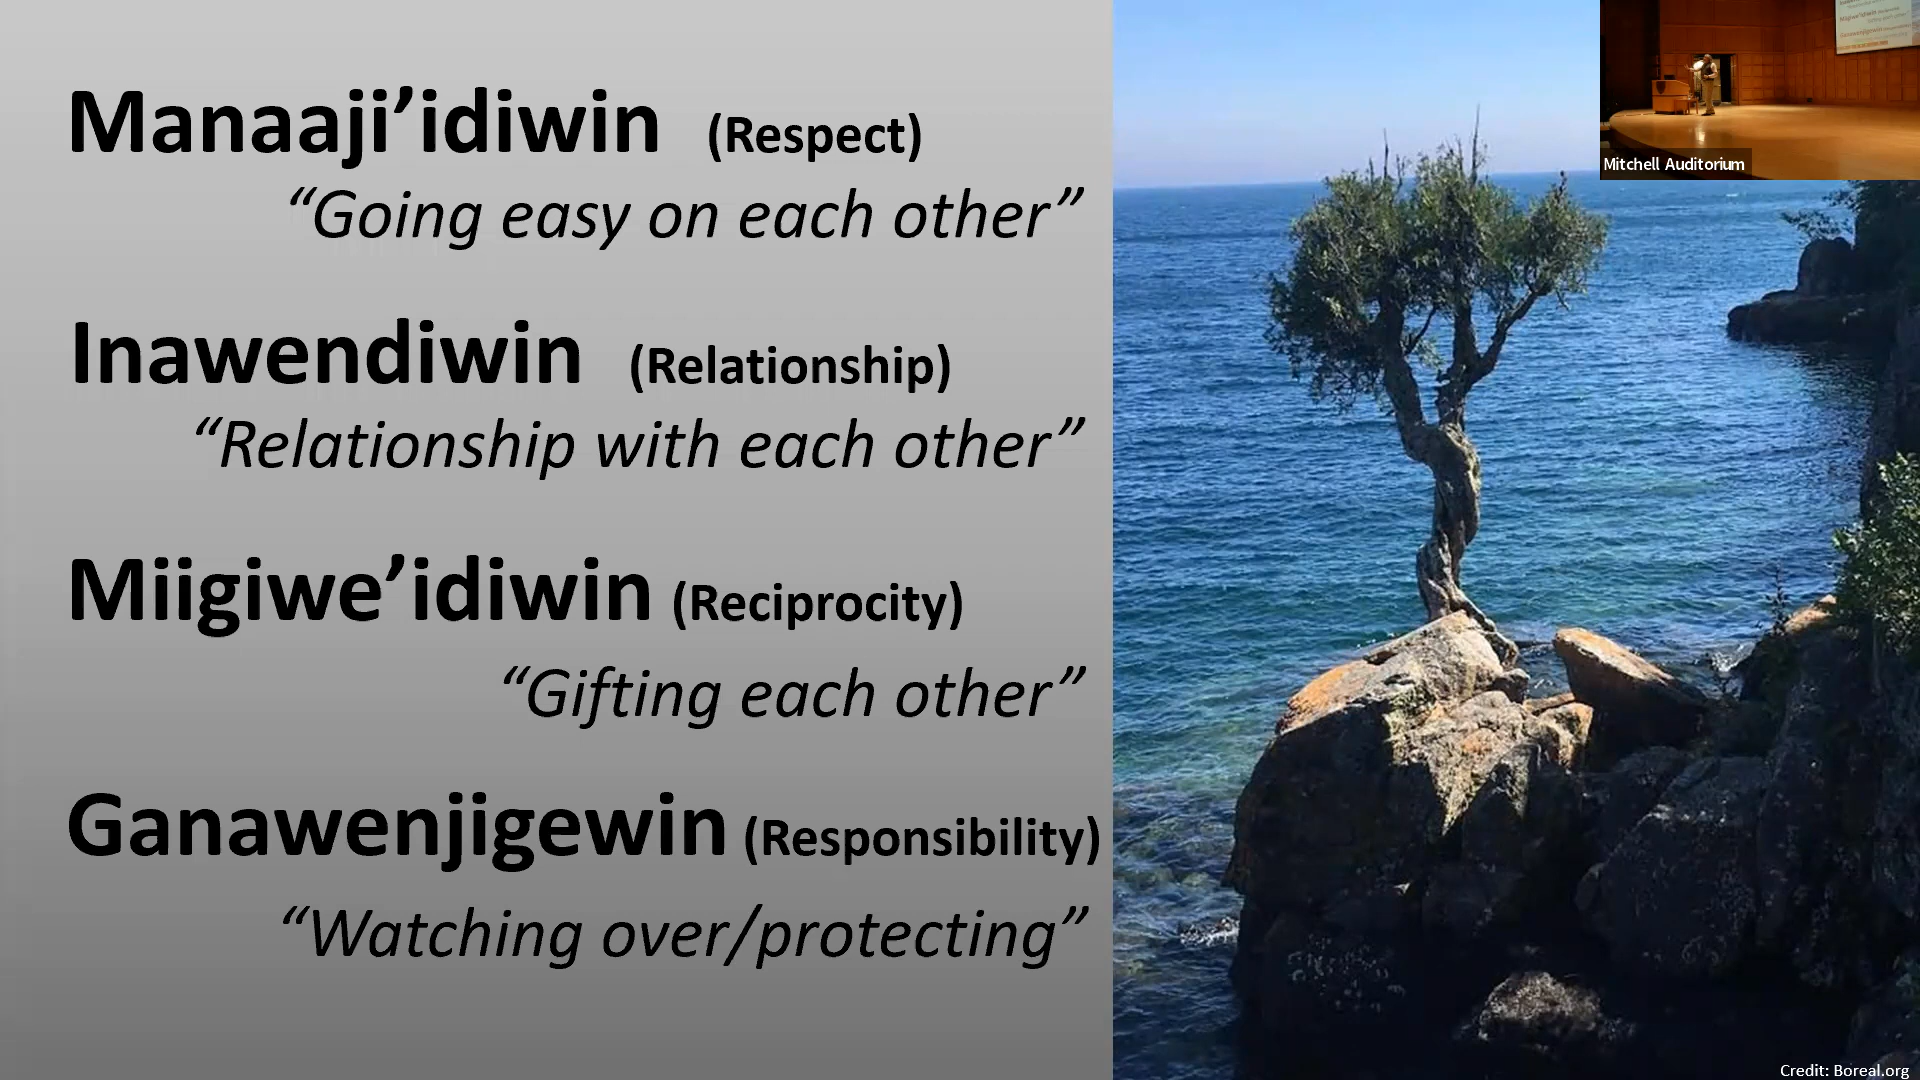 Manaaji’idiwin (Respect)
“Going easy on each other”
Inawendiwin (Relationship)
“Relationship with each other”
Miigiwe’idiwin (Reciprocity)
“Gifting each other”
Ganawenjigewin (Responsibility)
“Watching over/protecting”
Mitchell Auditorium
Credit: Boreal.org